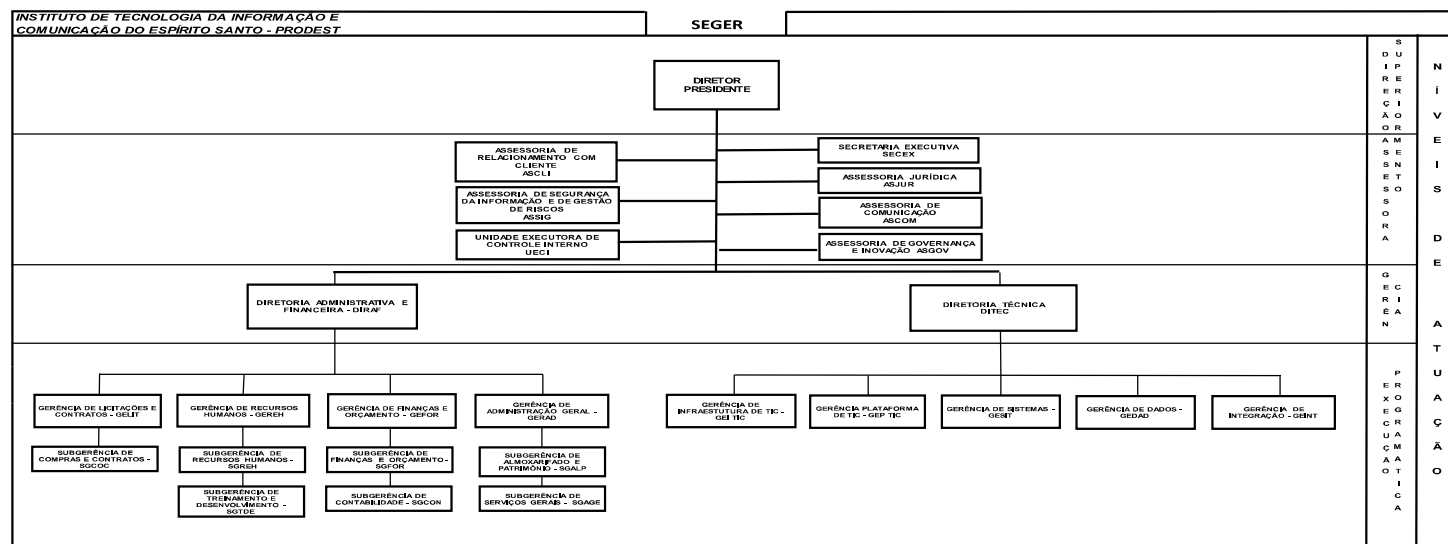 INSTITUTO DE TECNOLOGIA DA INFORMAÇÃO E
COMUNICAÇÃO DO ESPÍRITO SANTO - PRODEST
SEGER
DIRETOR
PRESIDENTE
ASSESSORIA DE
RELACIONAMENTO COM
CLIENTE
ASCLI
SECRETARIA EXECUTIVA
SECEX
ASSESSORIA JURÍDICA
ASJUR
ASSESSORIA DE SEGURANÇA
DA INFORMAÇÃO E DE GESTÃO
DE RISCOS
ASSIG
ASSESSORIA DE
COMUNICAÇÃO
ASCOM
UNIDADE EXECUTORA DE
CONTROLE INTERNO
UECI
ASSESSORIA DE GOVERNANÇA
E INOVAÇÃO ASGOV
DIRETORIA ADMINISTRATIVA E
FINANCEIRA - DIRAF
DIRETORIA TÉCNICA
DITEC
GERÊNCIA DE LICITAÇÕES E
CONTRATOS - GELIT
GERÊNCIA DE RECURSOS
HUMANOS - GEREH
GERÊNCIA DE FINANÇAS E
ORÇAMENTO - GEFOR
GERÊNCIA DE
ADMINISTRAÇÃO GERAL -
GERAD
GERÊNCIA DE
INFRAESTUTURA DE TIC -
GEI TIC
GERÊNCIA PLATAFORMA
DE TIC - GEP TIC
GERÊNCIA DE SISTEMAS -
GESIT
GERÊNCIA DE DADOS -
GEDAD
GERÊNCIA DE
INTEGRAÇÃO - GEINT
SUBGERÊNCIA DE
COMPRAS E CONTRATOS -
SGCOC
SUBGERÊNCIA DE
RECURSOS HUMANOS -
SGREH
SUBGERÊNCIA DE
FINANÇAS E ORÇAMENTO -
SGFOR
SUBGERÊNCIA DE
ALMOXARIFADO E
PATRIMÔNIO - SGALP
SUBGERÊNCIA DE
TREINAMENTO E
DESENVOLVIMENTO -
SGTDE
SUBGERÊNCIA DE
CONTABILIDADE - SGCON
SUBGERÊNCIA DE
SERVIÇOS GERAIS - SGAGE
DIREÇÃO
SUPERIOR
ASSESSORA
MENTO
GERÊN
CIA
EXECUÇÃO
PROGRAMATICA
NÍVEIS DE ATUAÇÃO